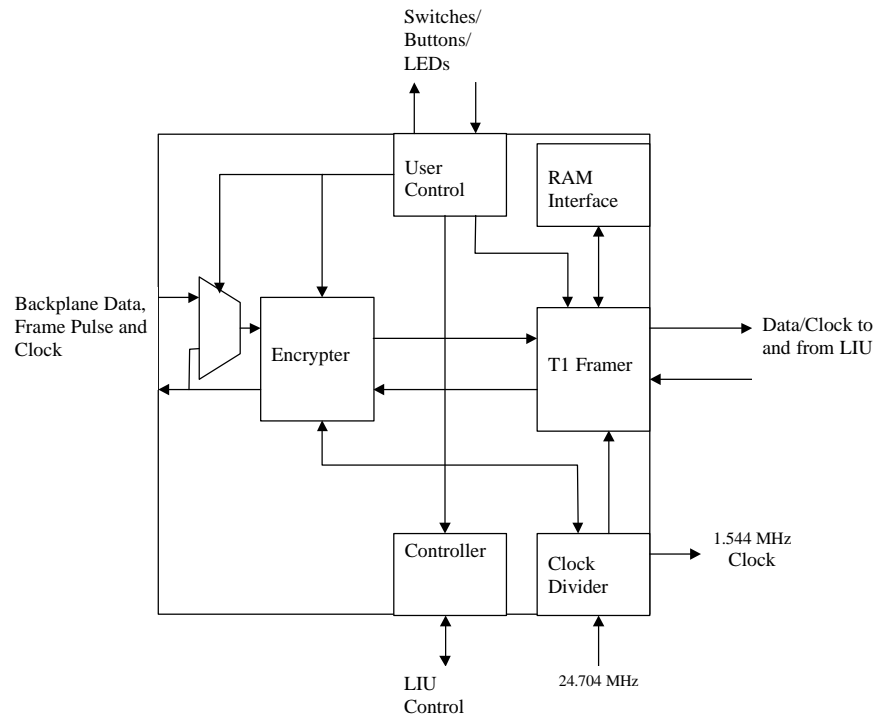 Switches/
Buttons/
LEDs
User
Control
RAM
Interface
Backplane Data,
Frame Pulse and
Clock
Encrypter
T1 Framer
Data/Clock to
and from LIU
Controller
Clock
Divider
1.544 MHz
Clock
LIU
Control
24.704 MHz